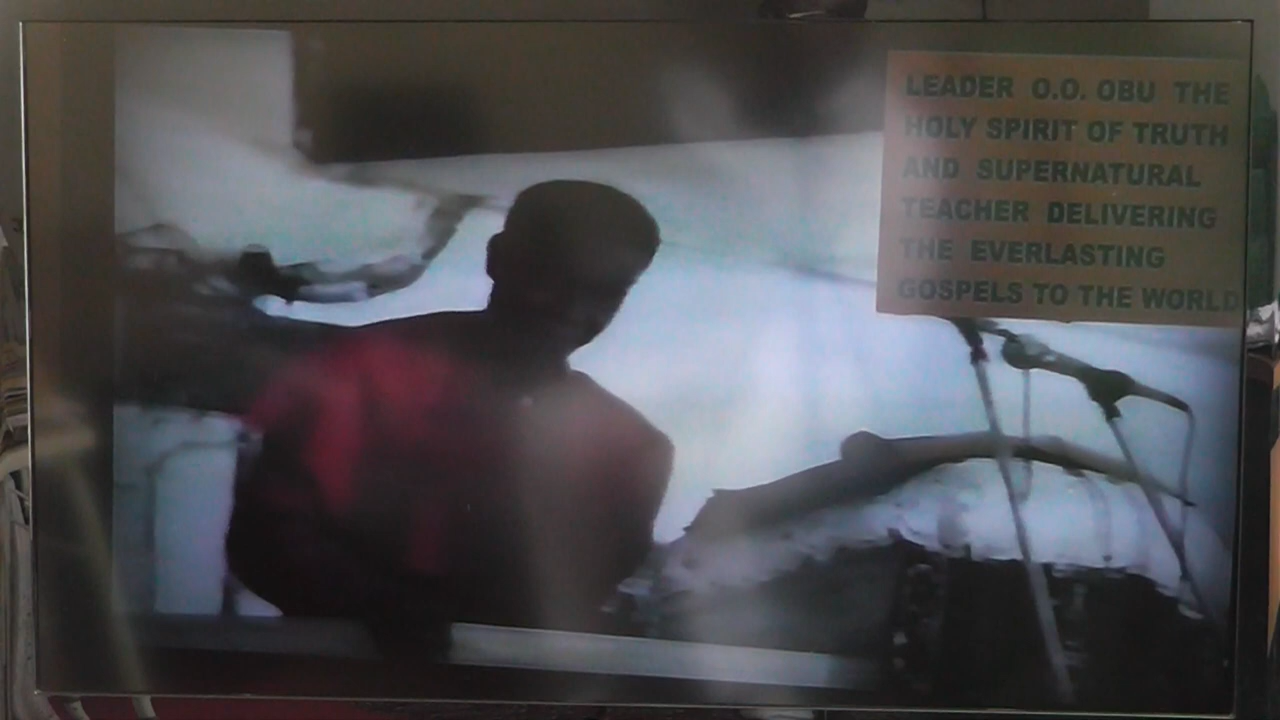 LEADER O.O. OBU THE
HOLY SPIRIT OF TRUTH
AND SUPERNATURAL
TEACHER DELIVERING
THE EVERLASTING
GOSPELS TO THE WORLD